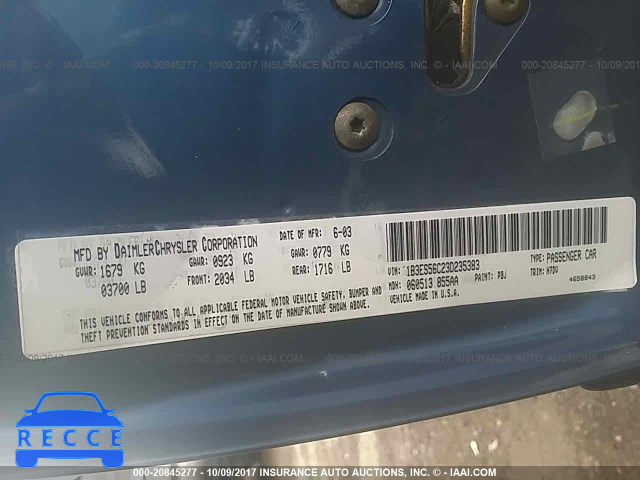 000-20845277 - 10/09/2017 INSURANCE AUTO AUCTIONS, INC. - © IAAI.COM
MFD BY DAIMLERCHRYSLER CORPORATION
DATE OF MFR: 6-03
GVWR: 1679 KG
03700 LB
GAWR: 0923 KG
FRONT: 2034 LB
GAWR: 0779 KG
REAR: 1716 LB
THIS VEHICLE CONFORMS TO ALL APPLICABLE FEDERAL MOTOR VEHICLE SAFETY, BUMPER AND
THEFT PREVENTION STANDARDS IN EFFECT ON THE DATE OF MANUFACTURE SHOWN ABOVE.
VIN: 1B3ES56C23D235383
TYPE: PASSENGER CAR
MDH: 060513 855AA
PAINT: PBJ
TRIM: H7DV
VEHICLE MADE IN U.S.A.
4658843
RECCE
000-20845277 - 10/09/2017 INSURANCE AUTO AUCTIONS, INC. - © IAAI.COM